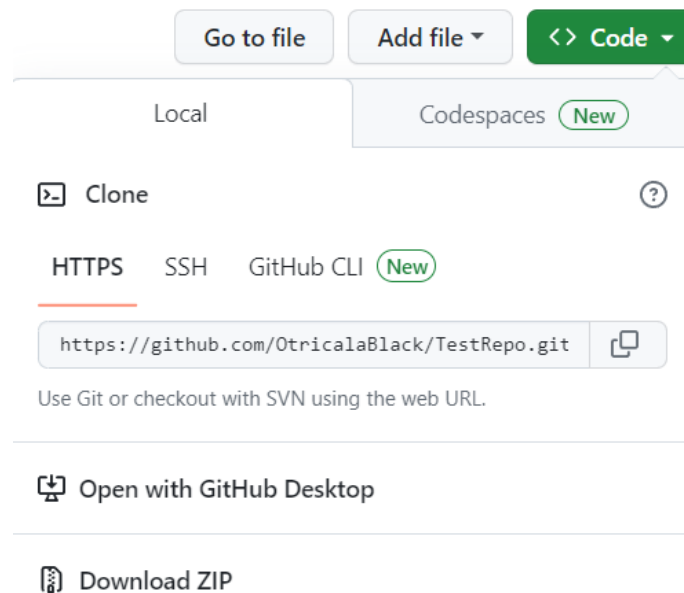 Go to file Add file <> Code
Local Codespaces New
Clone
HTTPS SSH GitHub CLI New
https://github.com/OtricalaBlack/TestRepo.git
Use Git or checkout with SVN using the web URL.
Open with GitHub Desktop
Download ZIP